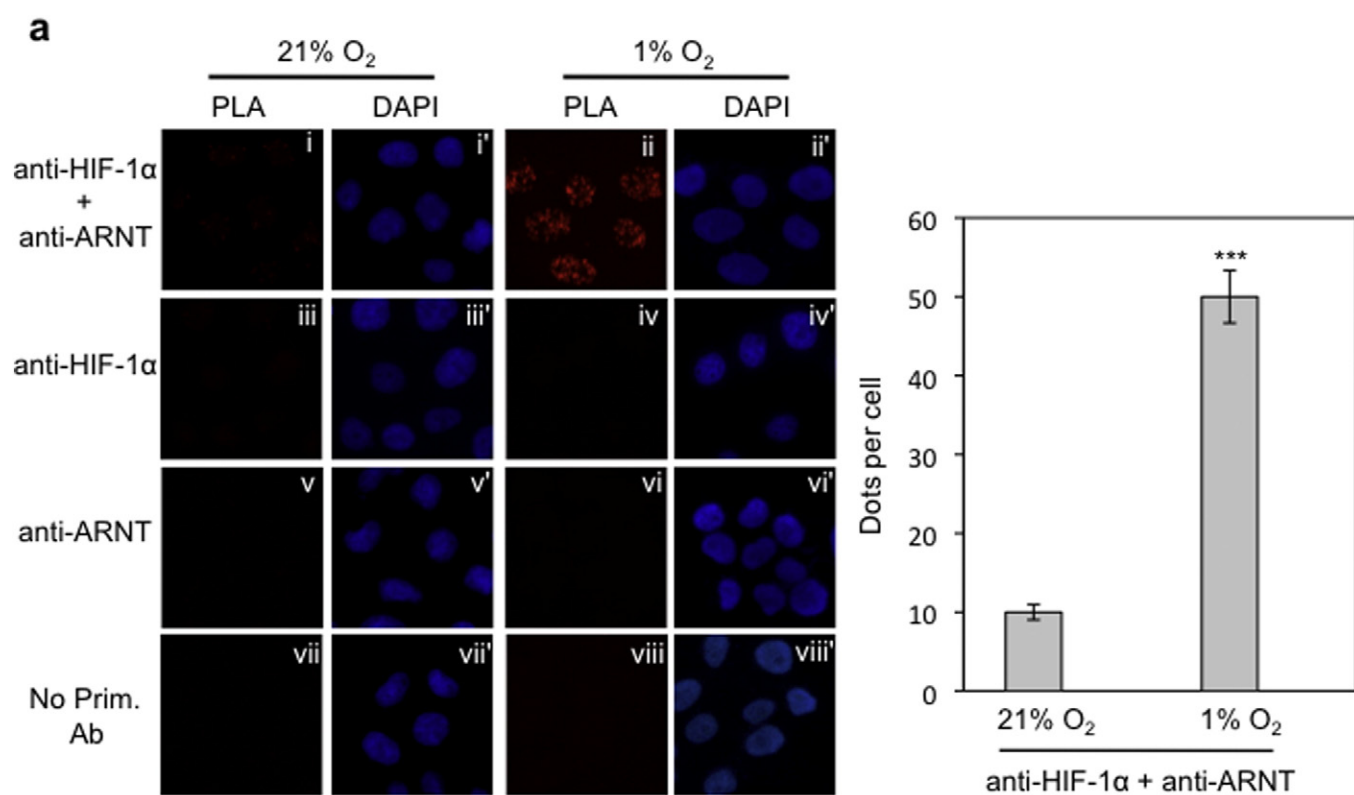 a
21% O₂ 1% O₂
PLA DAPI PLA DAPI
anti-HIF-1α
+
anti-ARNT
i i' ii ii'
anti-HIF-1α
iii iii' iv iv'
anti-ARNT
v v' vi vi'
No Prim.
Ab
vii vii' viii viii'
Dots per cell
60
50
40
30
20
10
0
***
21% O₂ 1% O₂
anti-HIF-1α + anti-ARNT